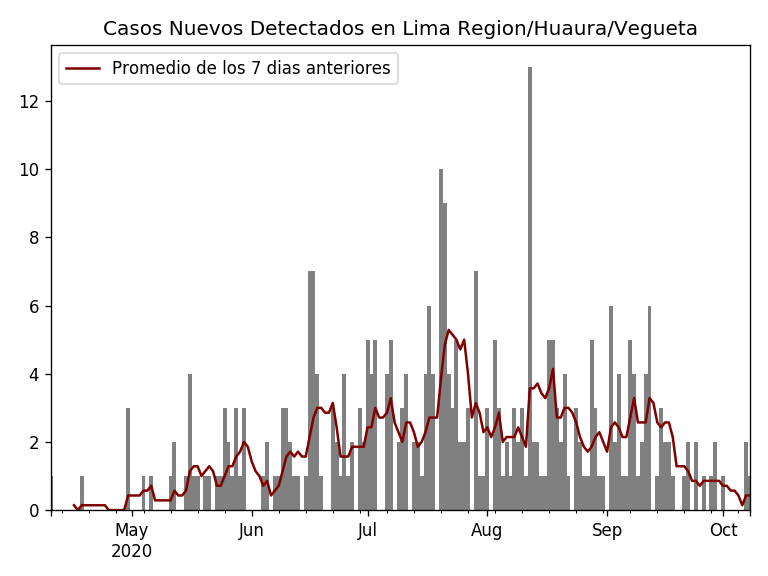 Casos Nuevos Detectados en Lima Region/Huaura/Vegueta
Promedio de los 7 dias anteriores
12
10
8
6
4
2
0
May Jun Jul Aug Sep Oct
2020